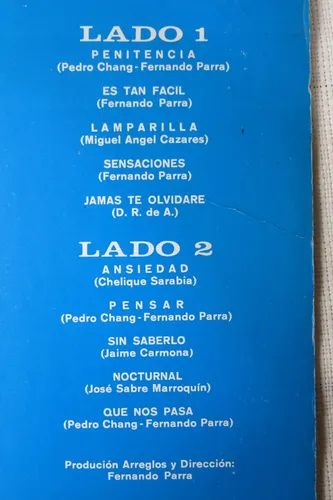 LADO 1
PENITENCIA
(Pedro Chang-Fernando Parra)
ES TAN FACIL
(Fernando Parra)
LAMPARILLA
(Miguel Angel Cazares)
SENSACIONES
(Fernando Parra)
JAMAS TE OLVIDARE
(D. R. de A.)
LADO 2
ANSIEDAD
(Chelique Sarabia)
PENSAR
(Pedro Chang-Fernando Parra)
SIN SABERLO
(Jaime Carmona)
NOCTURNAL
(José Sabre Marroquín)
QUE NOS PASA
(Pedro Chang-Fernando Parra)
Produción Arreglos y Dirección:
Fernando Parra